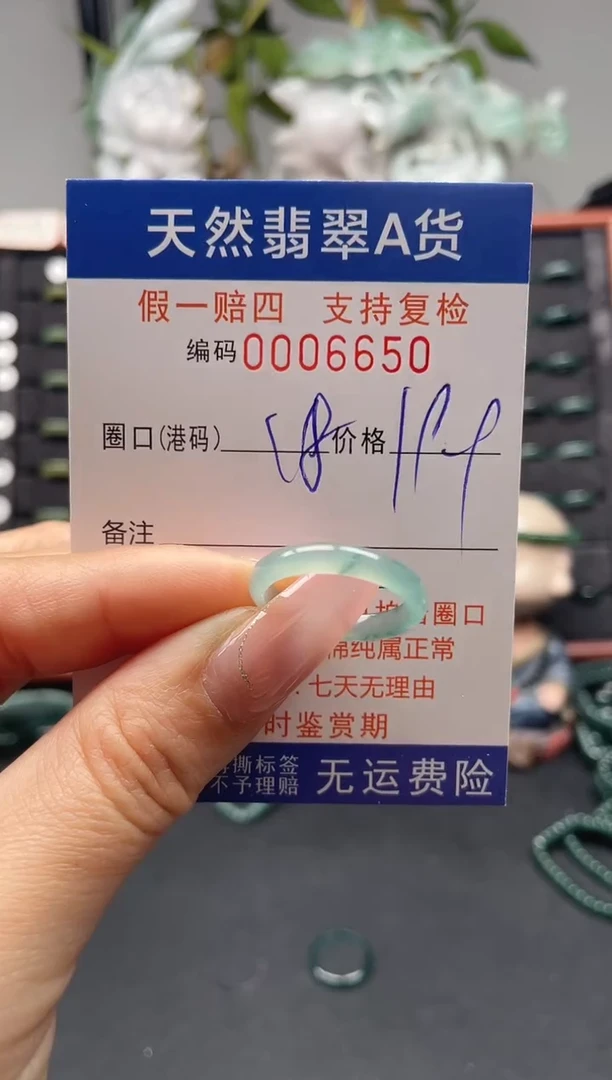 天然翡翠A货
假一赔四 支持复检
编码0006650
圈口(港码) 18 价格
备注
圈口
纯属正常
七天无理由
时鉴赏期
撕标签
不予理赔
无运费险